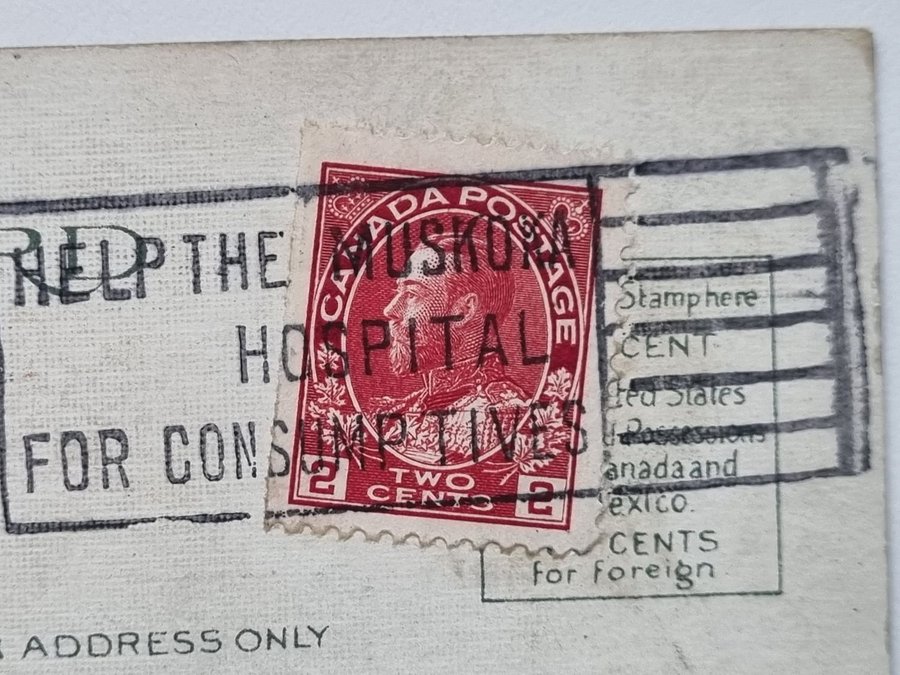 RD
HELP THE MUSKOKA
HOSPITAL
FOR CONSUMPTIVES
CANADA POSTAGE
2 TWO CENTS 2
Stamp here
CENT
ted States
Possessions
anada and
exico.
CENTS
for foreign
ADDRESS ONLY